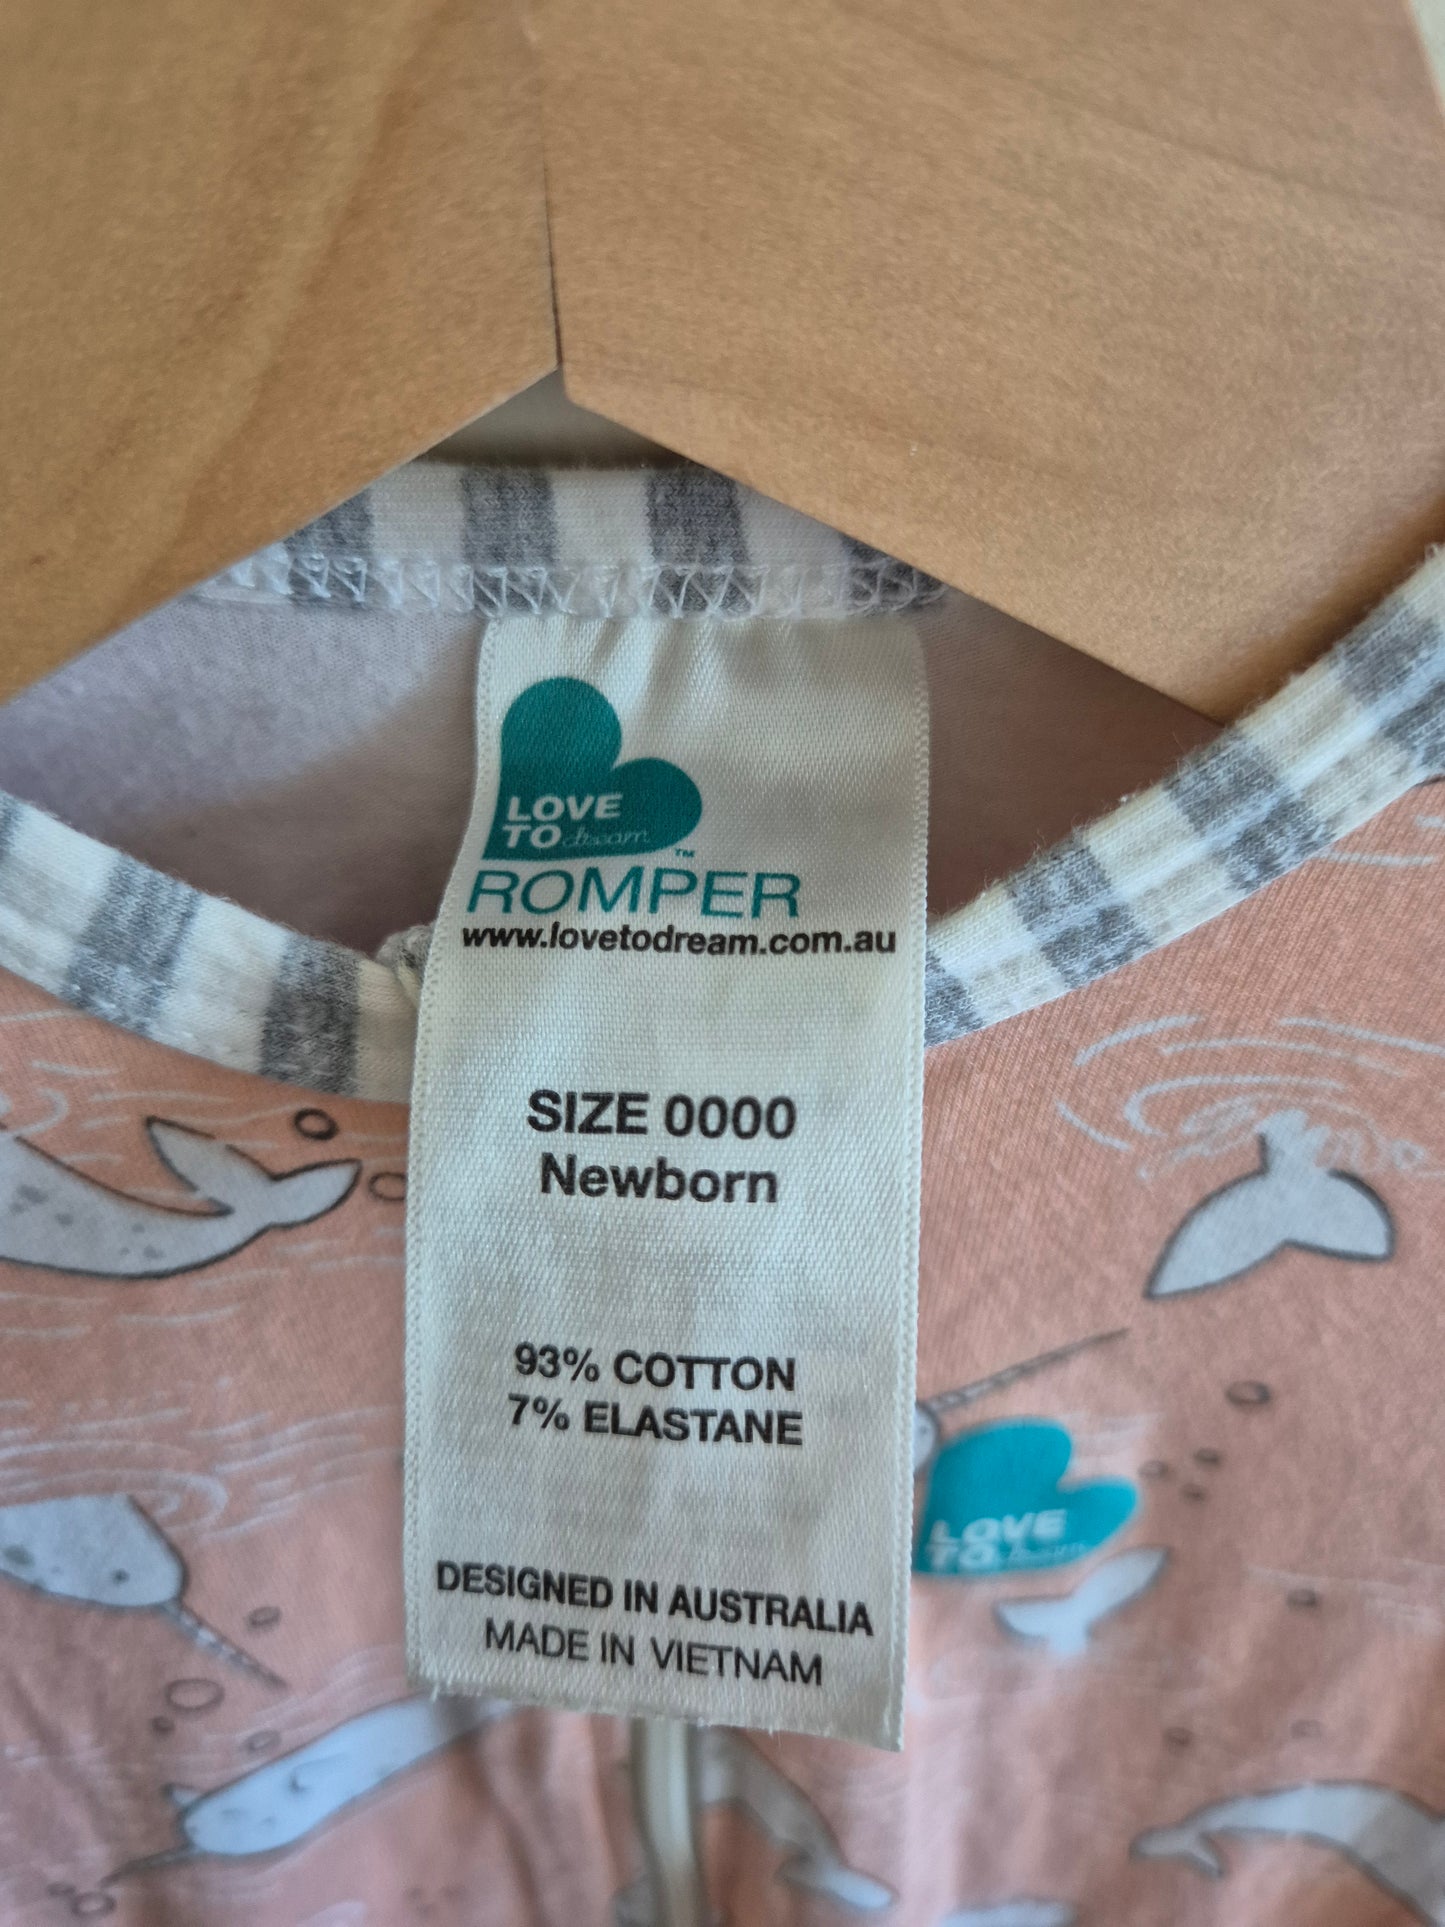 LOVE
TO dream
™
ROMPER
www.lovetodream.com.au
SIZE 0000
Newborn
93% COTTON
7% ELASTANE
DESIGNED IN AUSTRALIA
MADE IN VIETNAM
LOVE
TO dream